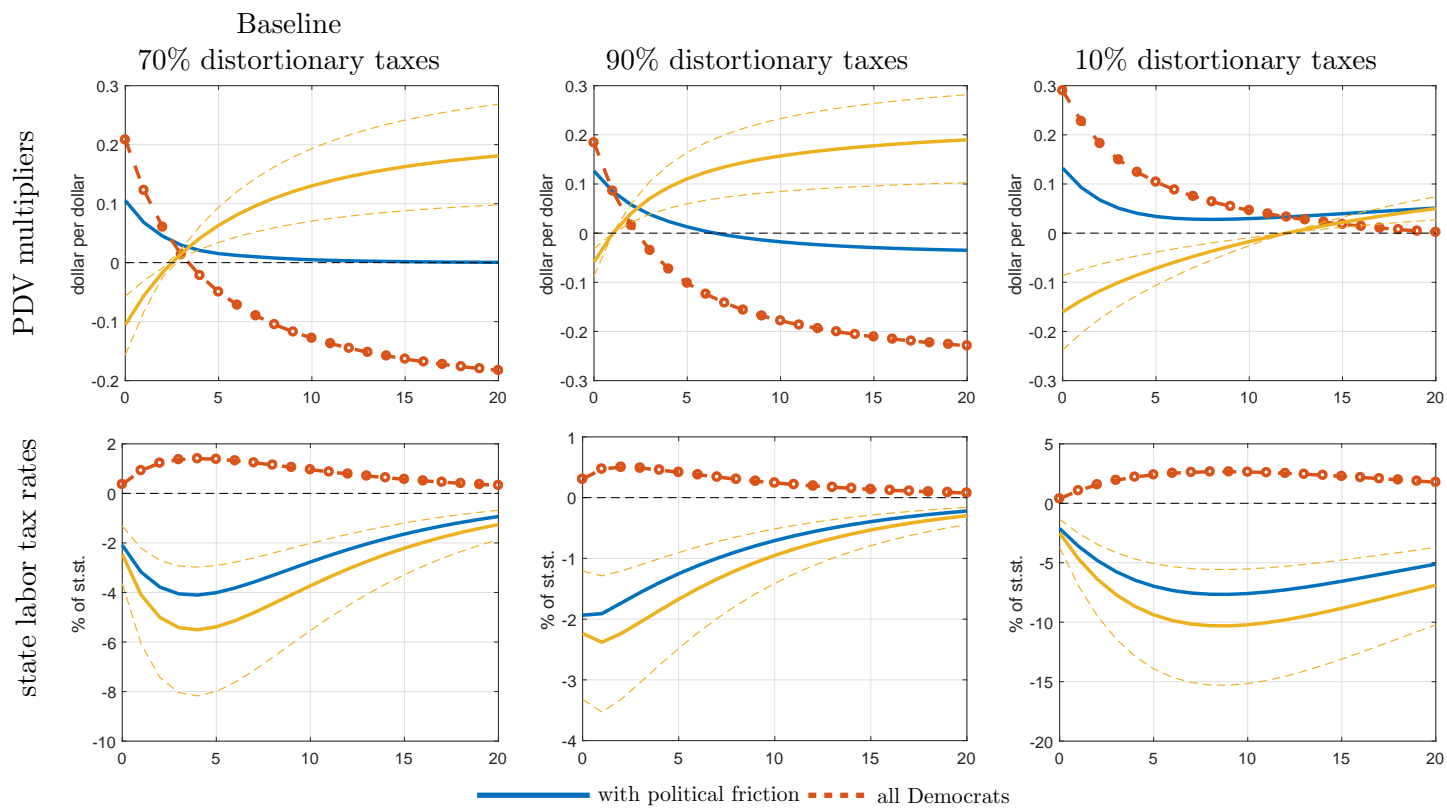 Baseline
70% distortionary taxes
90% distortionary taxes
10% distortionary taxes
PDV multipliers
dollar per dollar
0.3
0.2
0.1
0
-0.1
-0.2
0 5 10 15 20
dollar per dollar
0.3
0.2
0.1
0
-0.1
-0.2
-0.3
0 5 10 15 20
dollar per dollar
0.3
0.2
0.1
0
-0.1
-0.2
-0.3
0 5 10 15 20
state labor tax rates
% of st.st.
2
0
-2
-4
-6
-8
-10
0 5 10 15 20
% of st.st.
1
0
-1
-2
-3
-4
0 5 10 15 20
% of st.st.
5
0
-5
-10
-15
-20
0 5 10 15 20
with political friction all Democrats